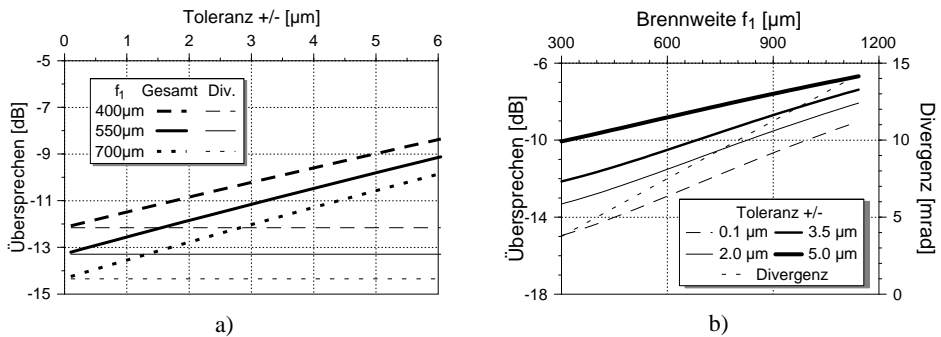 Toleranz +/- [µm]
0 1 2 3 4 5 6
Übersprechen [dB]
-5
-7
-9
-11
-13
-15
f1 Gesamt Div.
400µm
550µm
700µm
a)
Brennweite f1 [µm]
300 600 900 1200
Übersprechen [dB]
-6
-10
-14
-18
Divergenz [mrad]
15
10
5
0
Toleranz +/-
0.1 µm 3.5 µm
2.0 µm 5.0 µm
Divergenz
b)